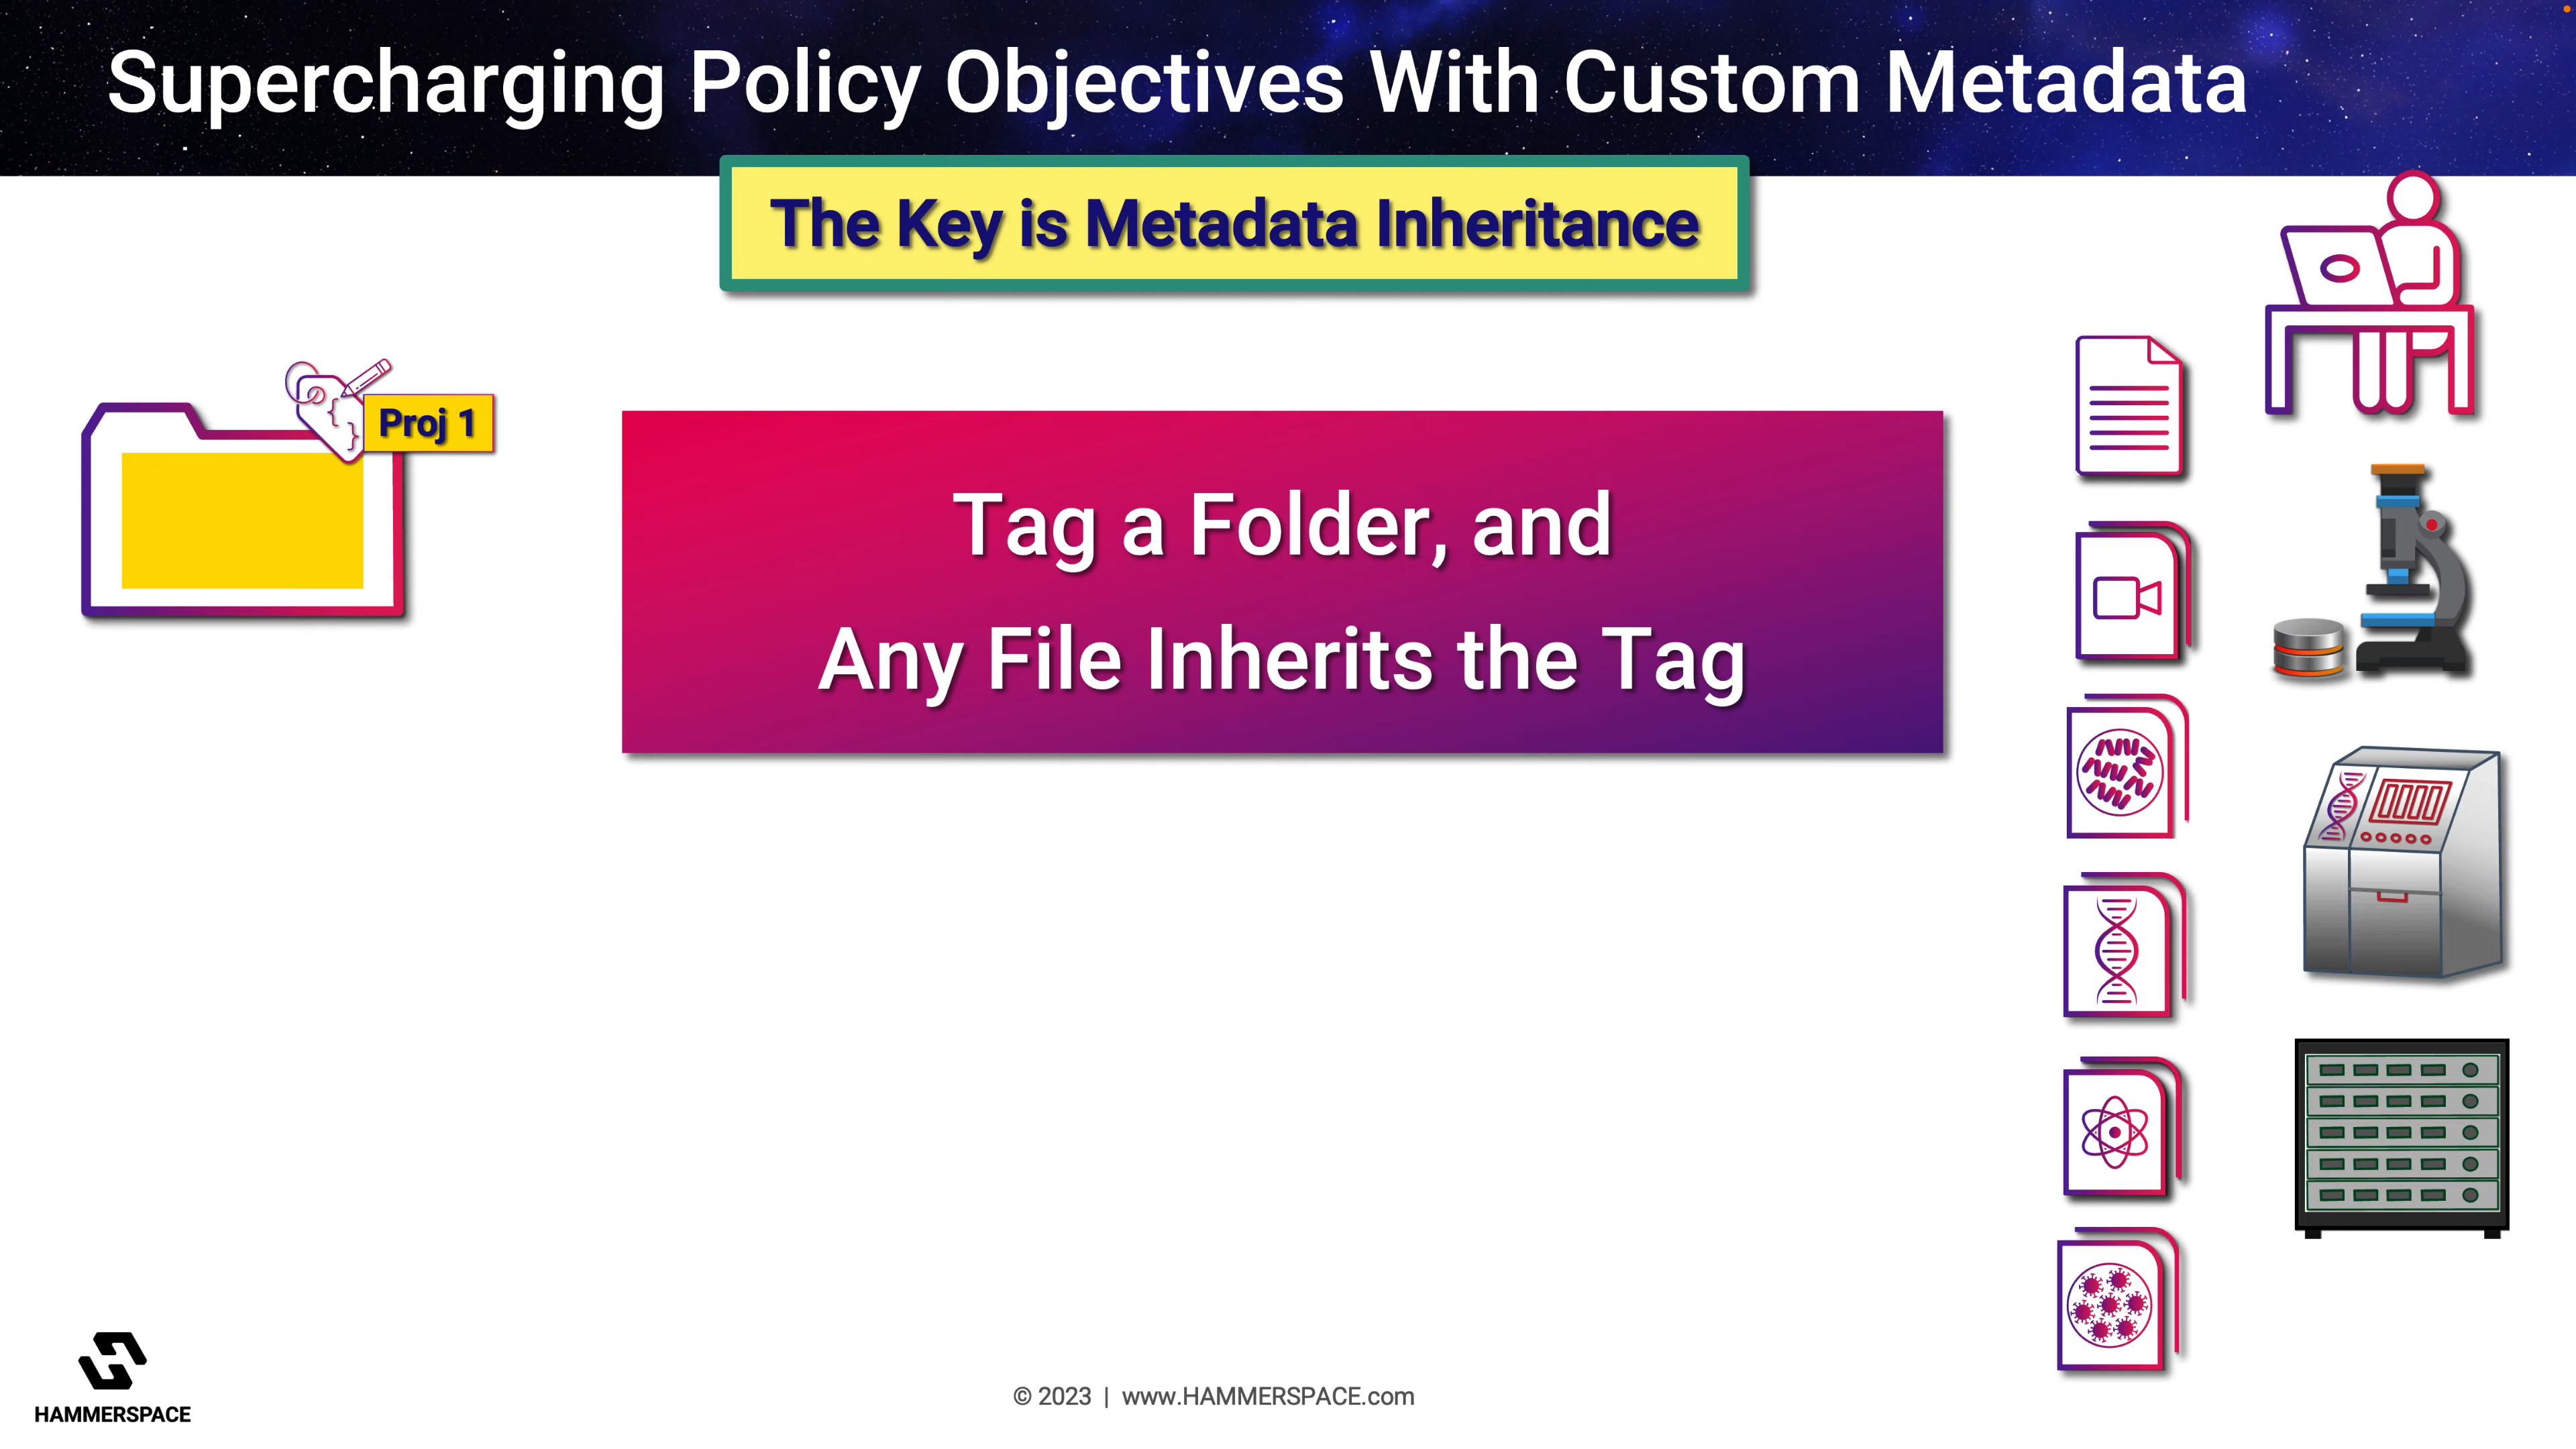 Supercharging Policy Objectives With Custom Metadata
The Key is Metadata Inheritance
Proj 1
Tag a Folder, and
Any File Inherits the Tag
HAMMERSPACE
© 2023 | www.HAMMERSPACE.com